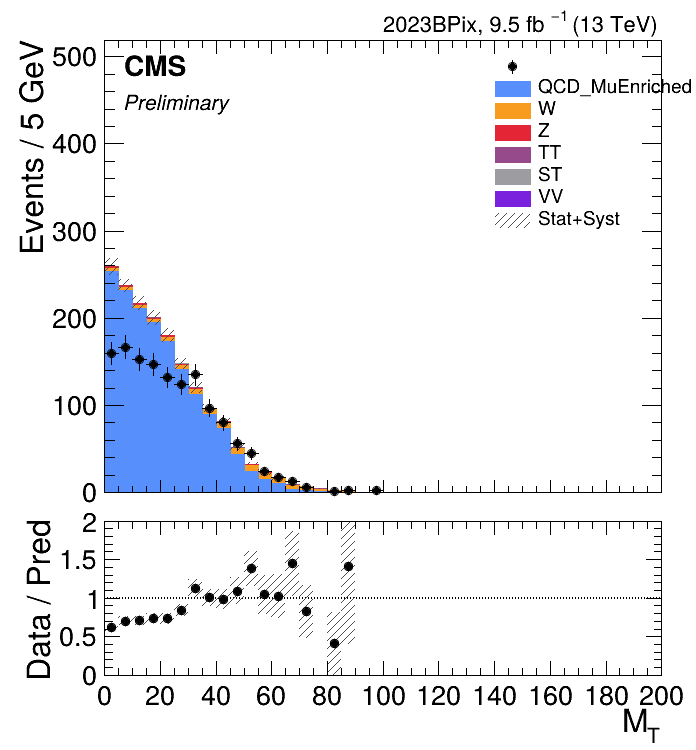 2023BPix, 9.5 fb⁻¹ (13 TeV)
CMS
Preliminary
QCD_MuEnriched
W
Z
TT
ST
VV
Stat+Syst
Events / 5 GeV
500
400
300
200
100
0
Data / Pred
2
1.5
1
0.5
0
0 20 40 60 80 100 120 140 160 180 200
M_T